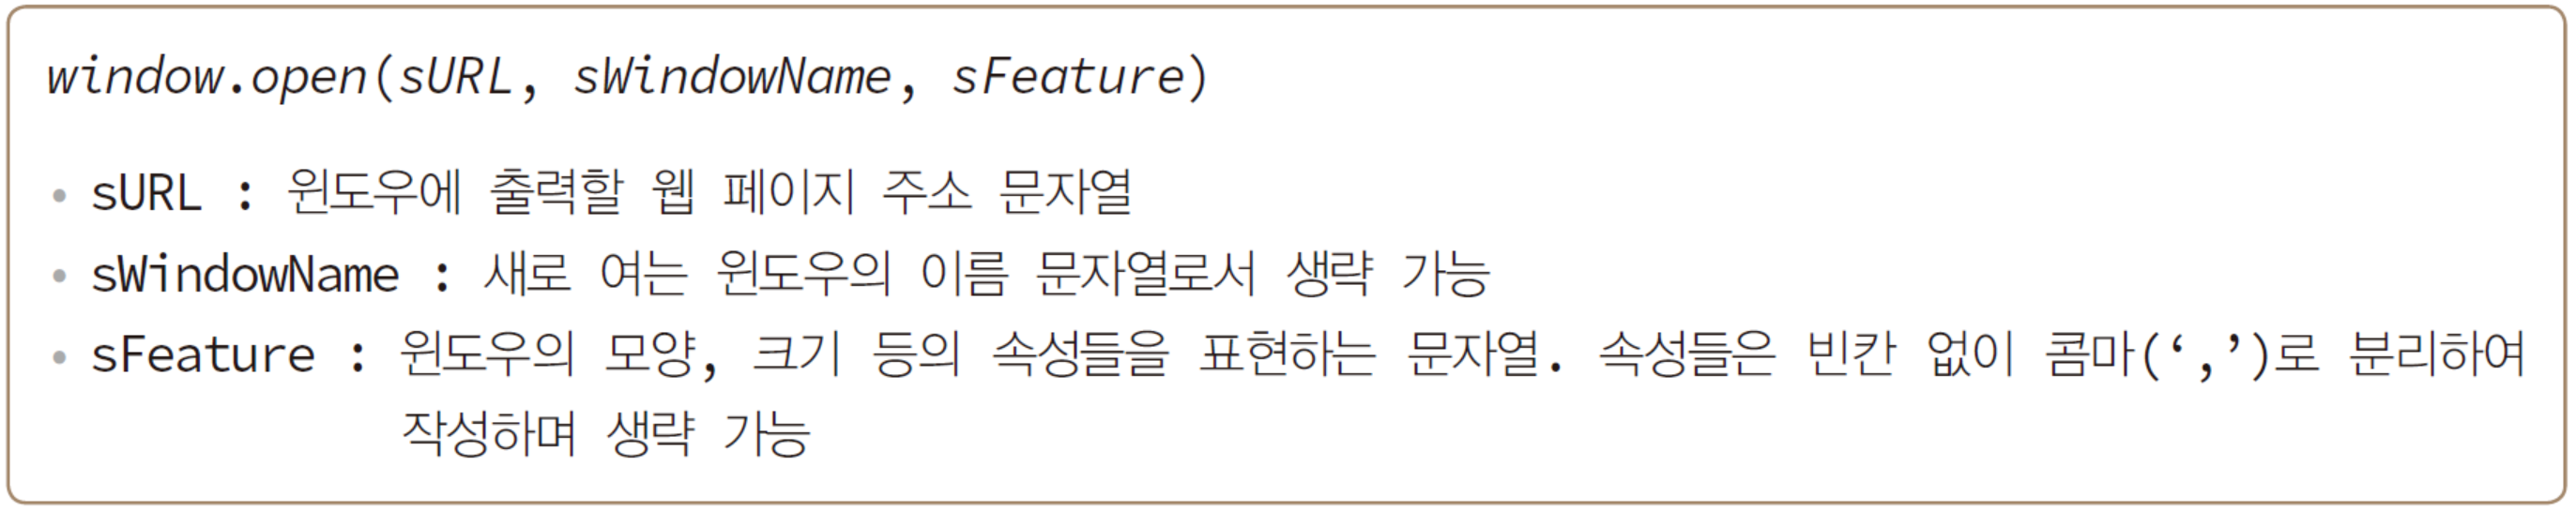 window.open(sURL, sWindowName, sFeature)
• sURL : 윈도우에 출력할 웹 페이지 주소 문자열
• sWindowName : 새로 여는 윈도우의 이름 문자열로서 생략 가능
• sFeature : 윈도우의 모양, 크기 등의 속성들을 표현하는 문자열. 속성들은 빈칸 없이 콤마(‘,’)로 분리하여
작성하며 생략 가능